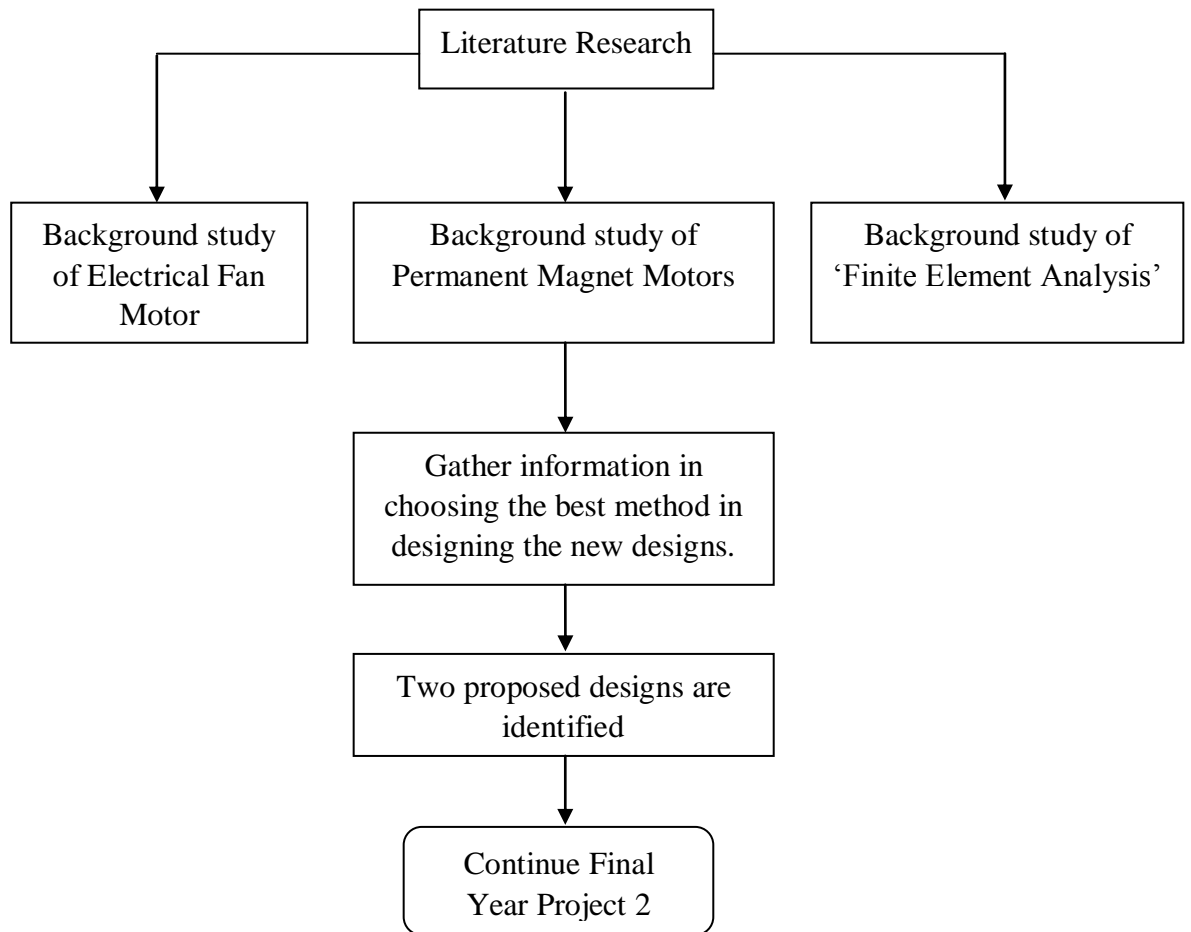 Literature Research
Background study
of Electrical Fan
Motor
Background study of
Permanent Magnet Motors
Background study of
‘Finite Element Analysis’
Gather information in
choosing the best method in
designing the new designs.
Two proposed designs are
identified
Continue Final
Year Project 2